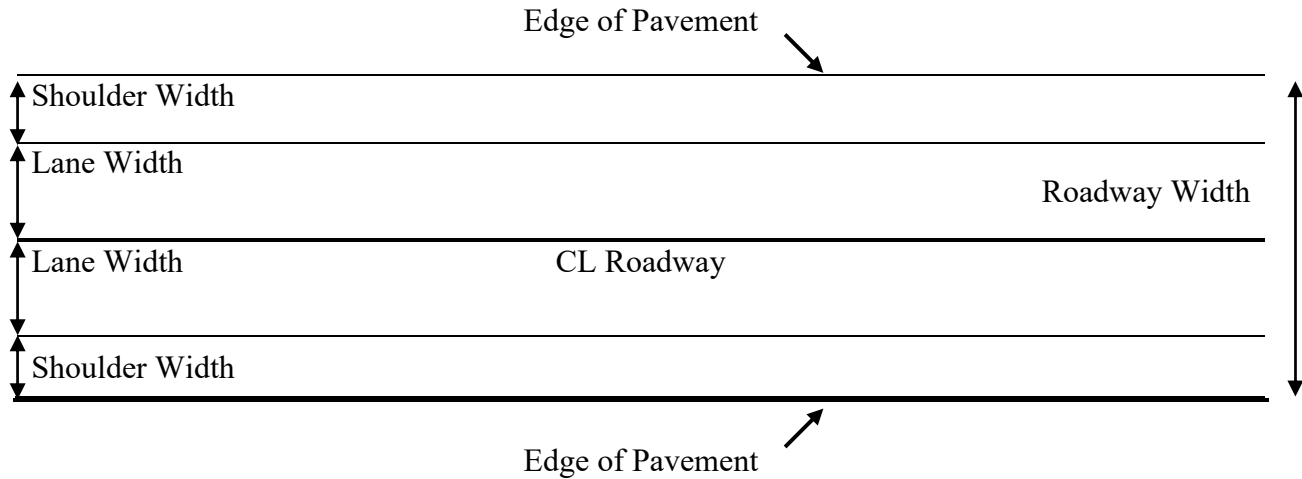 Edge of Pavement
Shoulder Width
Lane Width
Roadway Width
Lane Width
CL Roadway
Shoulder Width
Edge of Pavement